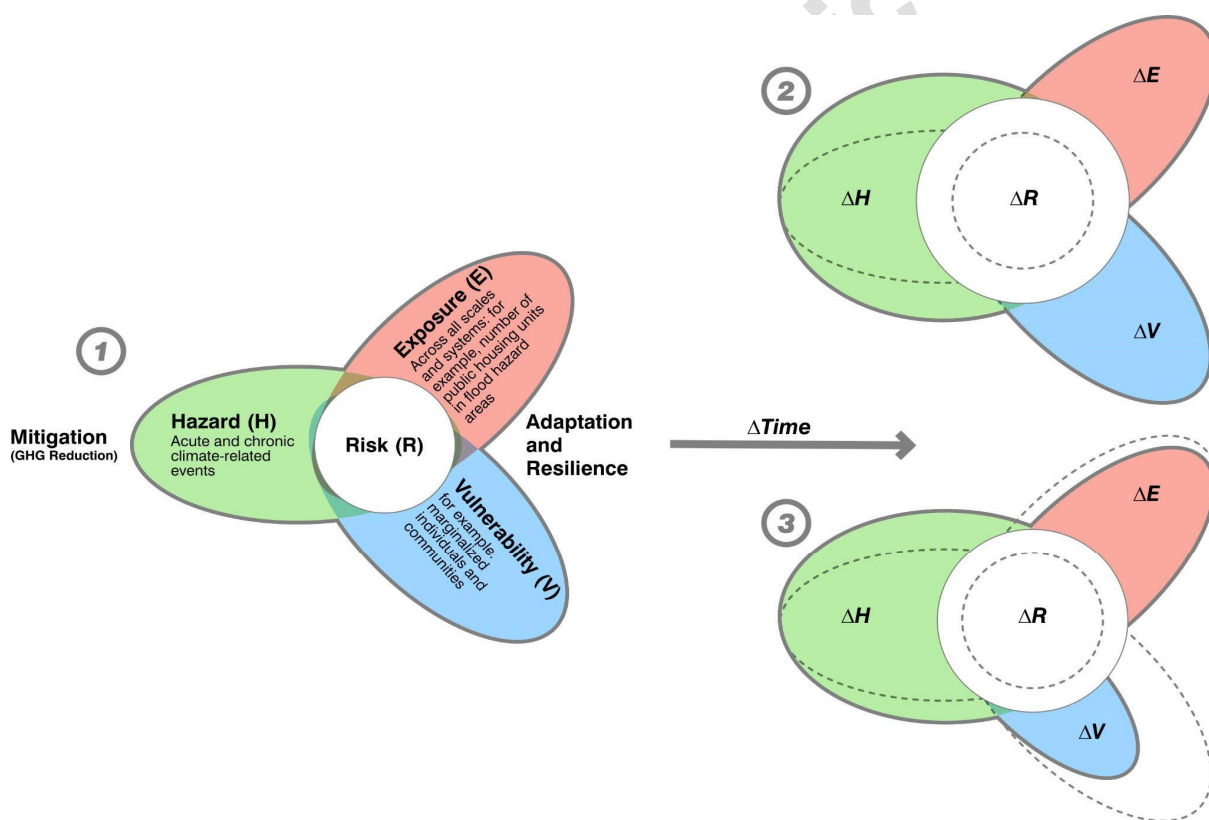 1
Mitigation
(GHG Reduction)
Hazard (H)
Acute and chronic
climate-related
events
Risk (R)
Exposure (E)
Across all scales
and systems: for
example, number of
public housing units
in flood hazard
areas
Vulnerability (V)
for example.
marginalized
individuals and
communities
Adaptation
and
Resilience
ΔTime
2
ΔH
ΔR
ΔE
ΔV
3
ΔH
ΔR
ΔE
ΔV